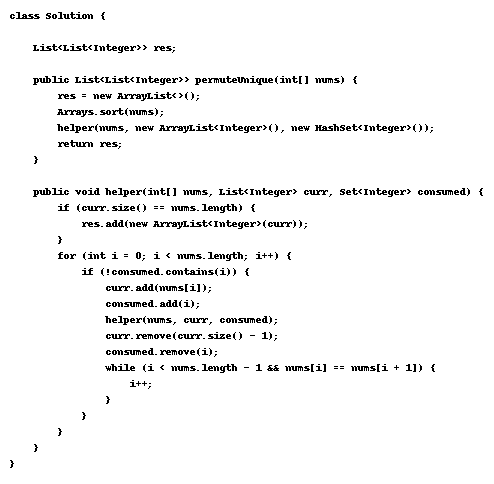 class Solution {
List<List<Integer>> res;
public List<List<Integer>> permuteUnique(int[] nums) {
res = new ArrayList<>();
Arrays.sort(nums);
helper(nums, new ArrayList<Integer>(), new HashSet<Integer>());
return res;
}
public void helper(int[] nums, List<Integer> curr, Set<Integer> consumed) {
if (curr.size() == nums.length) {
res.add(new ArrayList<Integer>(curr));
}
for (int i = 0; i < nums.length; i++) {
if (!consumed.contains(i)) {
curr.add(nums[i]);
consumed.add(i);
helper(nums, curr, consumed);
curr.remove(curr.size() - 1);
consumed.remove(i);
while (i < nums.length - 1 && nums[i] == nums[i + 1]) {
i++;
}
}
}
}
}